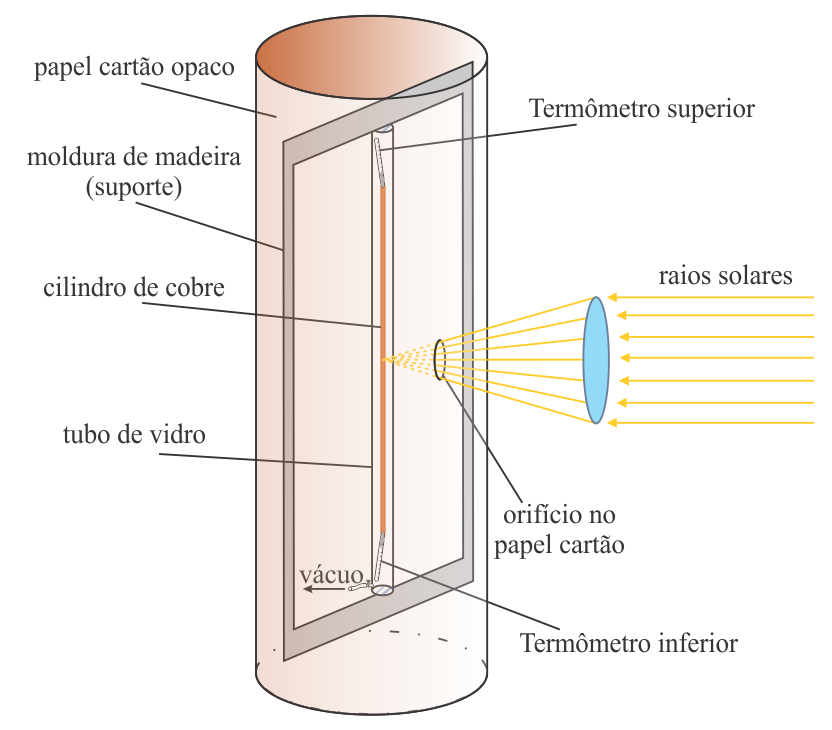 papel cartão opaco
Termômetro superior
moldura de madeira
(suporte)
raios solares
cilindro de cobre
tubo de vidro
orifício no
papel cartão
vácuo
Termômetro inferior